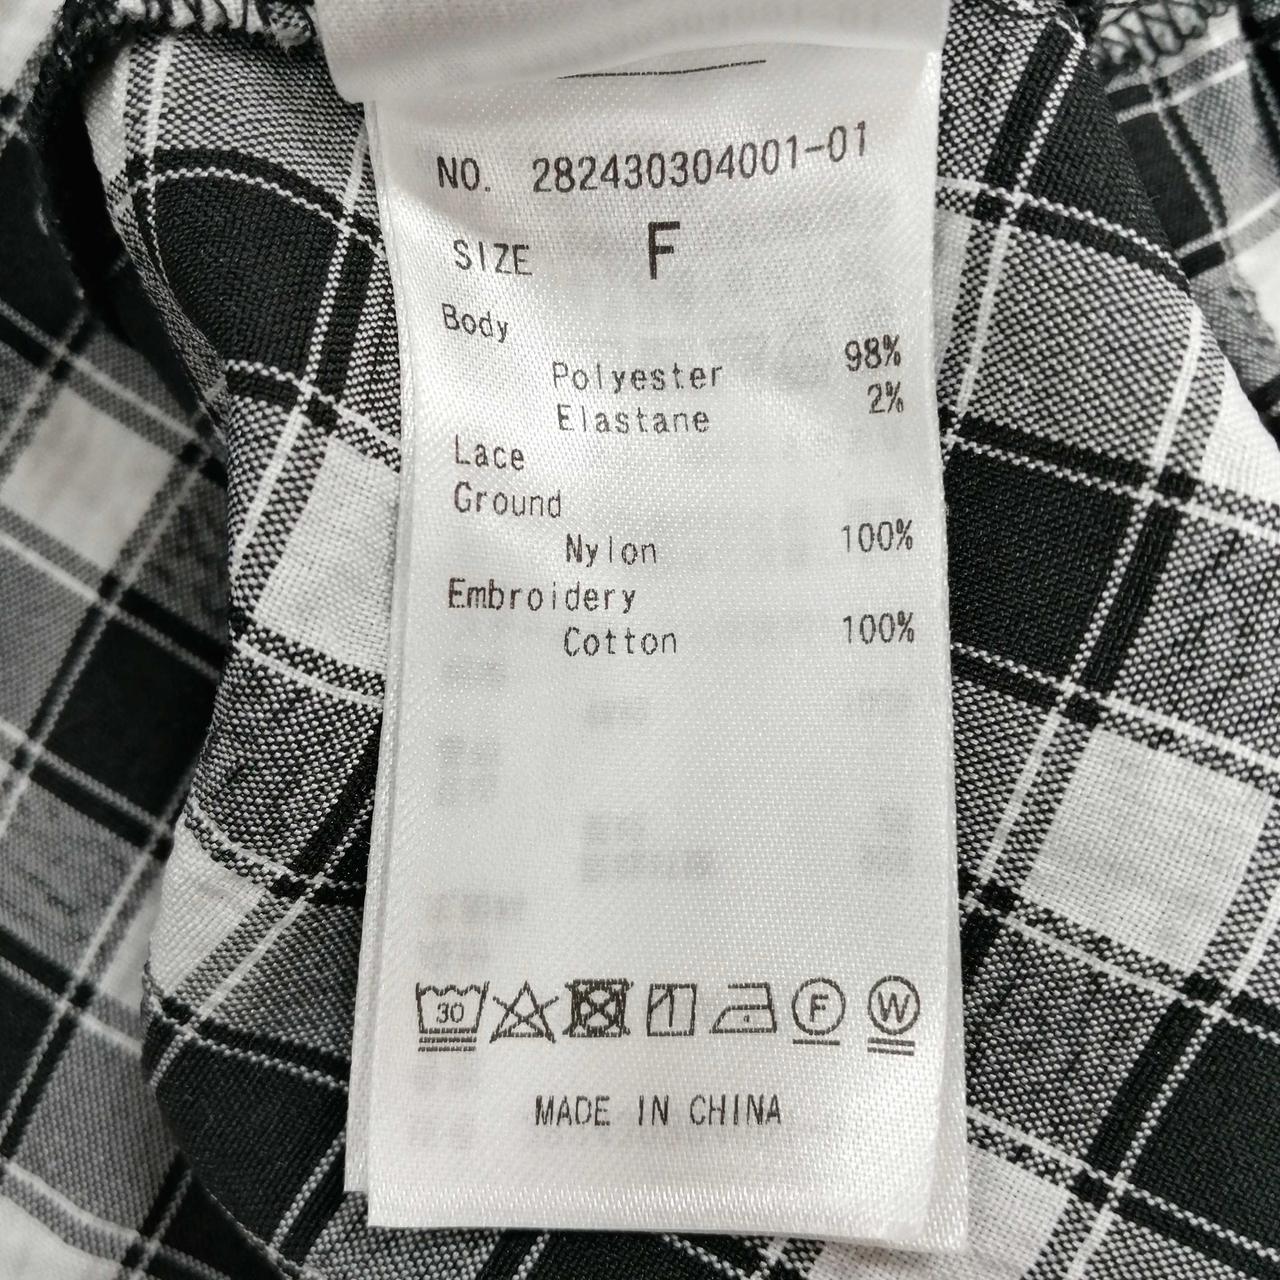 NO. 282430304001-01
SIZE F
Body
Polyester 98%
Elastane 2%
Lace
Ground
Nylon 100%
Embroidery
Cotton 100%
30
F
W
MADE IN CHINA